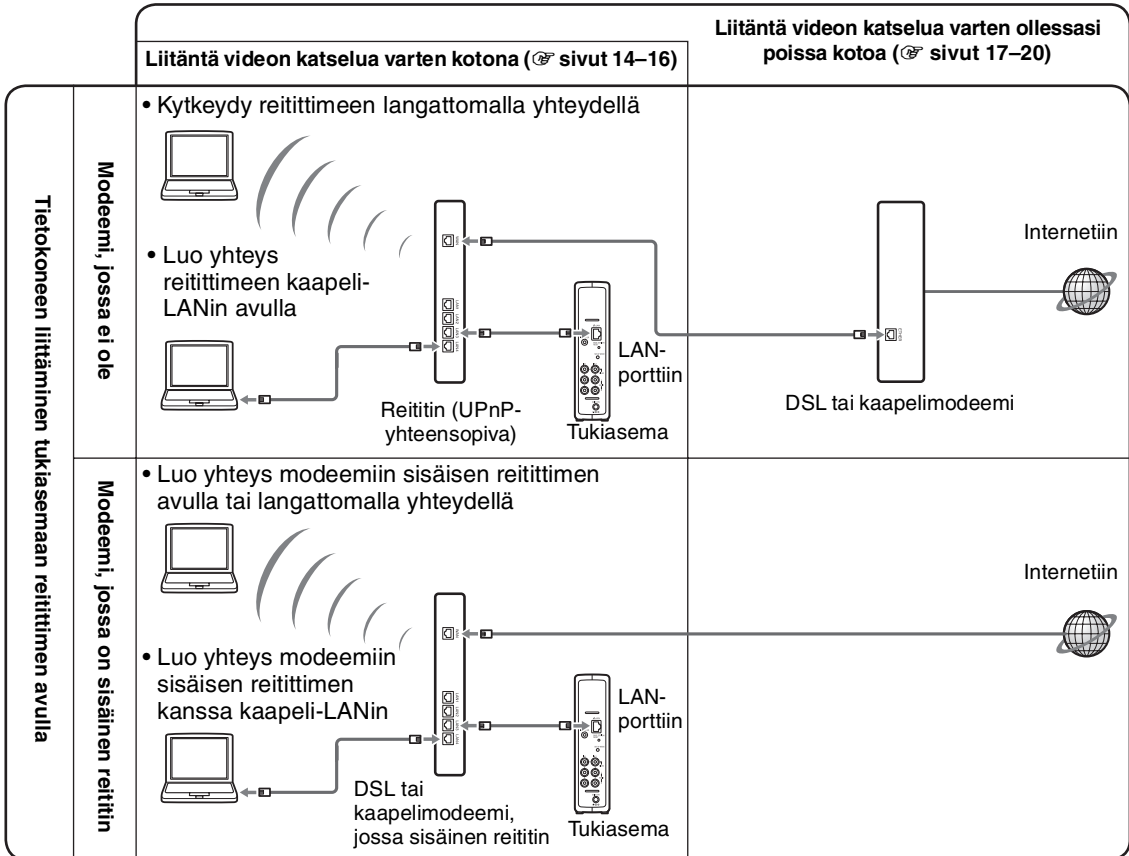 Liitäntä videon katselua varten kotona (☞ sivut 14–16)
Liitäntä videon katselua varten ollessasi
poissa kotoa (☞ sivut 17–20)
Tietokoneen liittäminen tukiasemaan reitittimen avulla
Modeemi, jossa ei ole
• Kytkeydy reitittimeen langattomalla yhteydellä
• Luo yhteys
reitittimeen kaapeli-
LANin avulla
Reititin (UPnP-
yhteensopiva)
LAN-
porttiin
Tukiasema
DSL tai kaapelimodeemi
Internetiin
Modeemi, jossa on sisäinen reititin
• Luo yhteys modeemiin sisäisen reitittimen
avulla tai langattomalla yhteydellä
• Luo yhteys modeemiin
sisäisen reitittimen
kanssa kaapeli-LANin
DSL tai
kaapelimodeemi,
jossa sisäinen reititin
LAN-
porttiin
Tukiasema
Internetiin